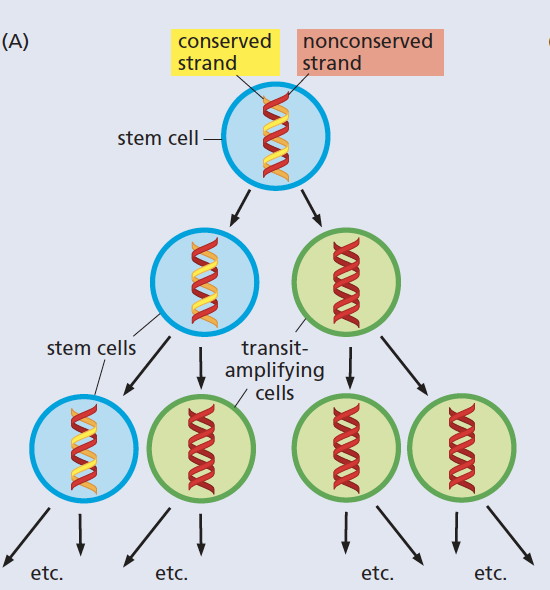 (A)
conserved
strand
nonconserved
strand
stem cell
stem cells
transit-
amplifying
cells
etc.
etc.
etc.
etc.